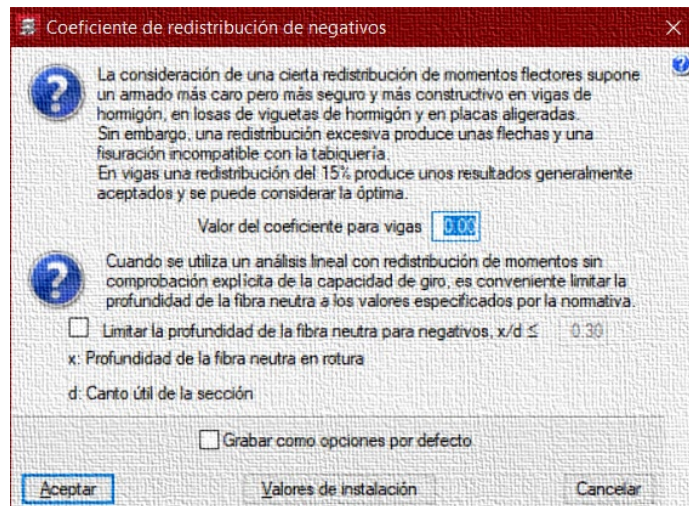 Coeficiente de redistribución de negativos
La consideración de una cierta redistribución de momentos flectores supone
un armado más caro pero más seguro y más constructivo en vigas de
hormigón, en losas de viguetas de hormigón y en placas aligeradas.
Sin embargo, una redistribución excesiva produce unas flechas y una
fisuración incompatible con la tabiquería.
En vigas una redistribución del 15% produce unos resultados generalmente
aceptados y se puede considerar la óptima.
Valor del coeficiente para vigas 0.00
Cuando se utiliza un análisis lineal con redistribución de momentos sin
comprobación explícita de la capacidad de giro, es conveniente limitar la
profundidad de la fibra neutra a los valores especificados por la normativa.
Limitar la profundidad de la fibra neutra para negativos, x/d ≤ 0.30
x: Profundidad de la fibra neutra en rotura
d: Canto útil de la sección
Grabar como opciones por defecto
Aceptar Valores de instalación Cancelar